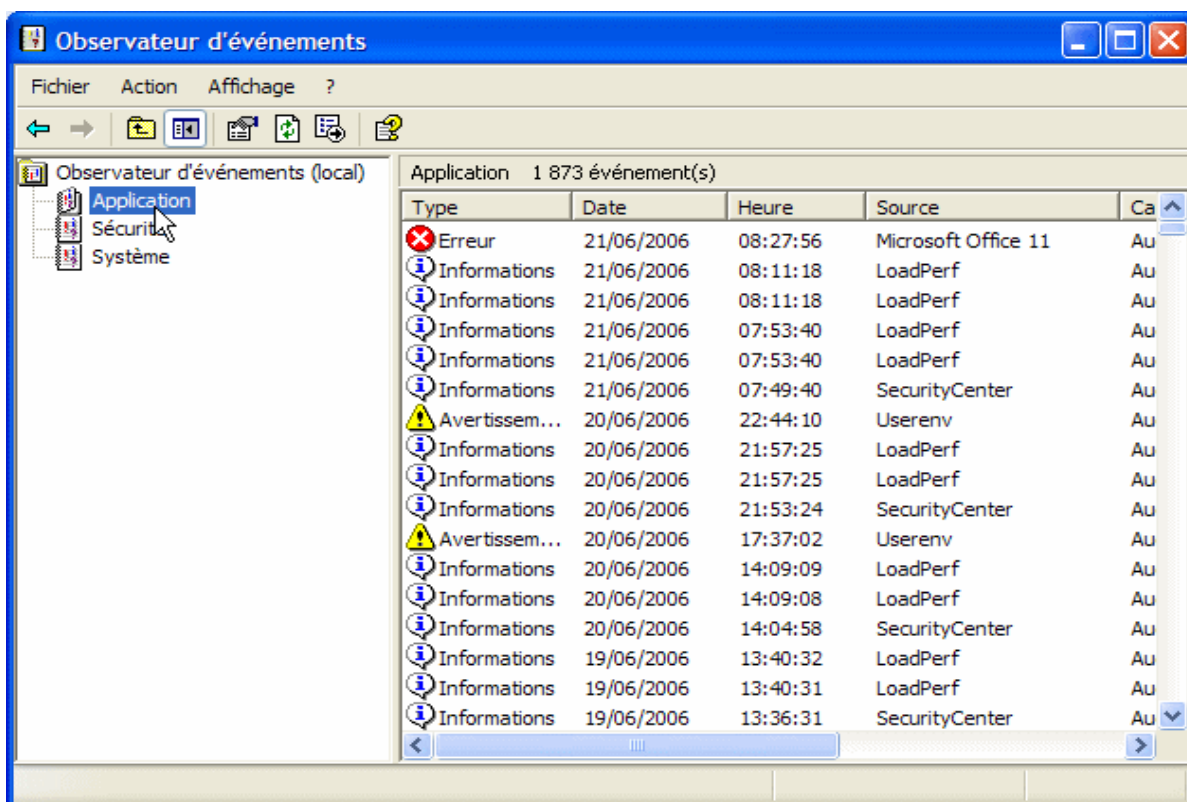 Observateur d'événements
Fichier Action Affichage ?
Observateur d'événements (local)
Application
Sécurité
Système
Application 1 873 événement(s)
Type Date Heure Source Ca
Erreur 21/06/2006 08:27:56 Microsoft Office 11 Au
Informations 21/06/2006 08:11:18 LoadPerf Au
Informations 21/06/2006 08:11:18 LoadPerf Au
Informations 21/06/2006 07:53:40 LoadPerf Au
Informations 21/06/2006 07:53:40 LoadPerf Au
Informations 21/06/2006 07:49:40 SecurityCenter Au
Avertissem... 20/06/2006 22:44:10 Userenv Au
Informations 20/06/2006 21:57:25 LoadPerf Au
Informations 20/06/2006 21:57:25 LoadPerf Au
Informations 20/06/2006 21:53:24 SecurityCenter Au
Avertissem... 20/06/2006 17:37:02 Userenv Au
Informations 20/06/2006 14:09:09 LoadPerf Au
Informations 20/06/2006 14:09:08 LoadPerf Au
Informations 20/06/2006 14:04:58 SecurityCenter Au
Informations 19/06/2006 13:40:32 LoadPerf Au
Informations 19/06/2006 13:40:31 LoadPerf Au
Informations 19/06/2006 13:36:31 SecurityCenter Au